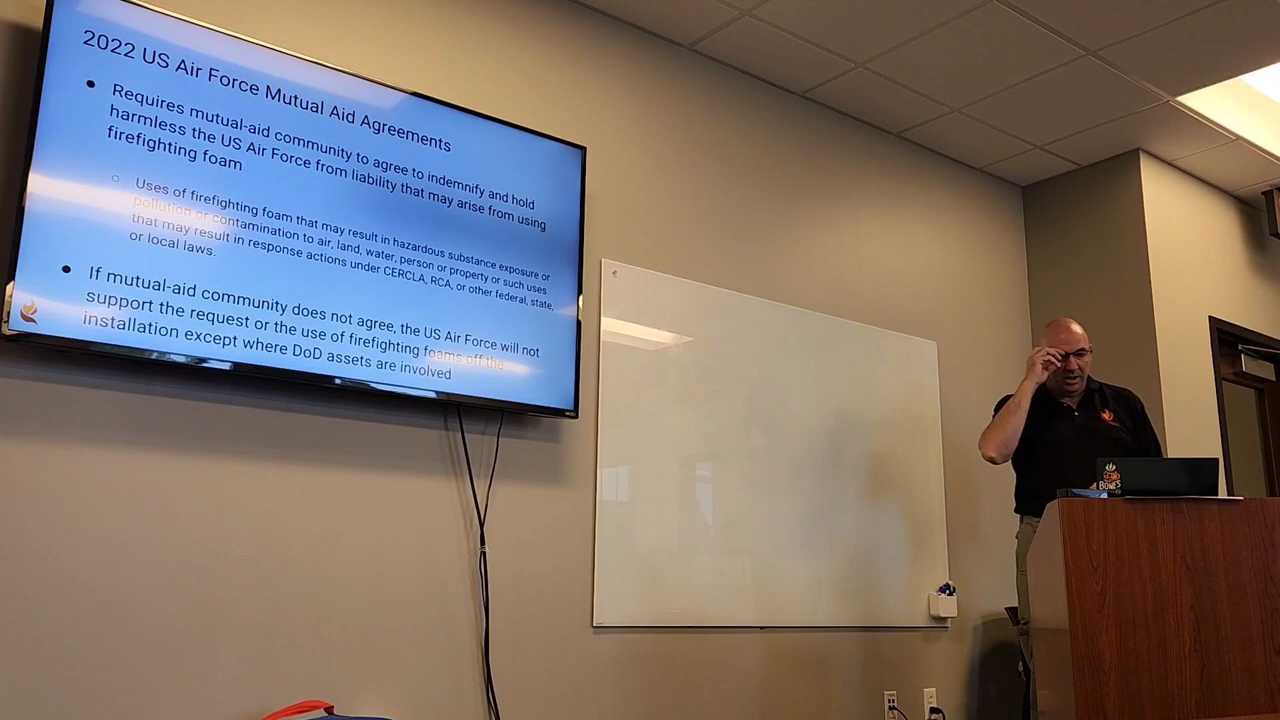 2022 US Air Force Mutual Aid Agreements
Requires mutual-aid community to agree to indemnify and hold
harmless the US Air Force from liability that may arise from using
firefighting foam
Uses of firefighting foam that may result in hazardous substance exposure or
pollution or contamination to air, land, water, person or property or such uses
that may result in response actions under CERCLA, RCA, or other federal, state,
or local laws.
If mutual-aid community does not agree, the US Air Force will not
support the request or the use of firefighting foams off the
installation except where DoD assets are involved
VIZIO
BONES